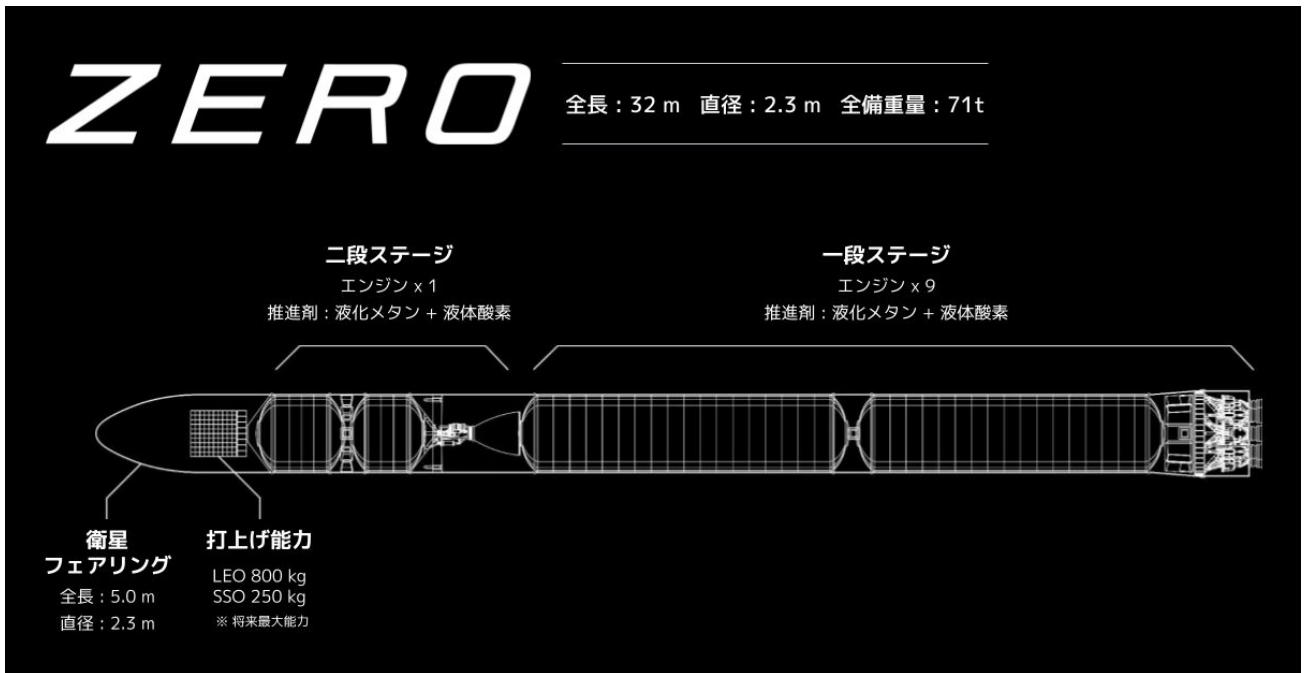 ZERO
全長：32 m 直径：2.3 m 全備重量：71t
二段ステージ
エンジン x 1
推進剤：液化メタン + 液体酸素
一段ステージ
エンジン x 9
推進剤：液化メタン + 液体酸素
衛星
フェアリング
全長：5.0 m
直径：2.3 m
打上げ能力
LEO 800 kg
SSO 250 kg
※ 将来最大能力